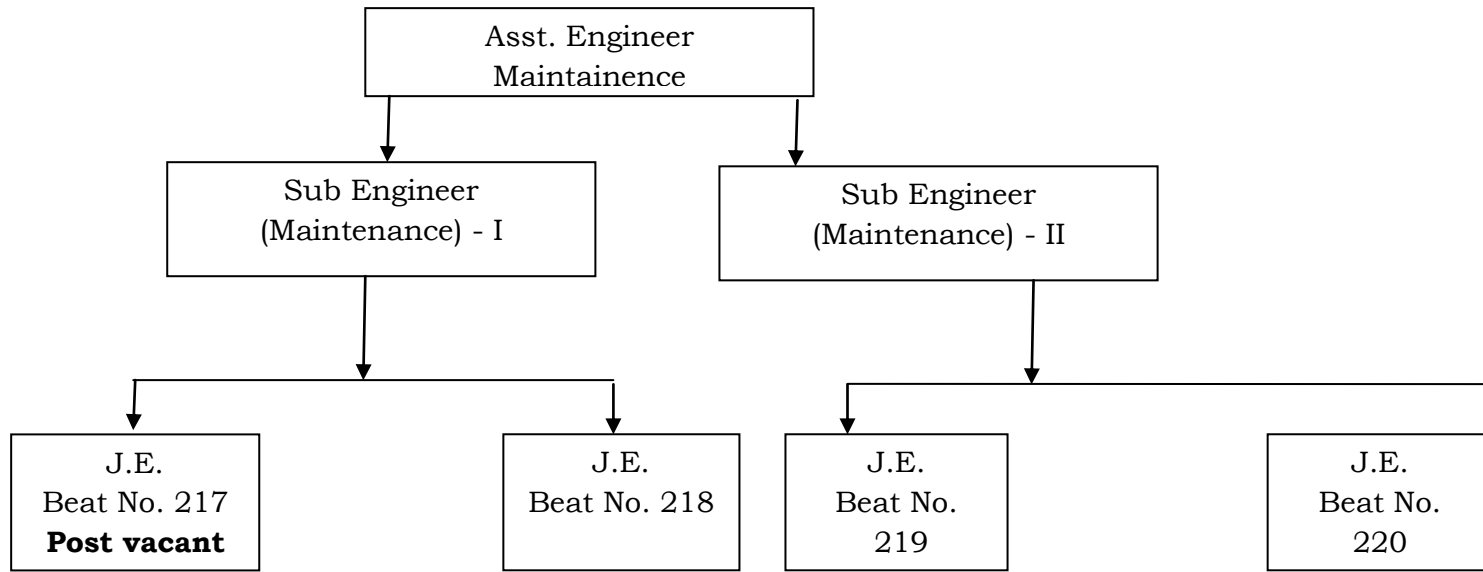 Asst. Engineer
Maintainence
Sub Engineer
(Maintenance) - I
Sub Engineer
(Maintenance) - II
J.E.
Beat No. 217
Post vacant
J.E.
Beat No. 218
J.E.
Beat No.
219
J.E.
Beat No.
220